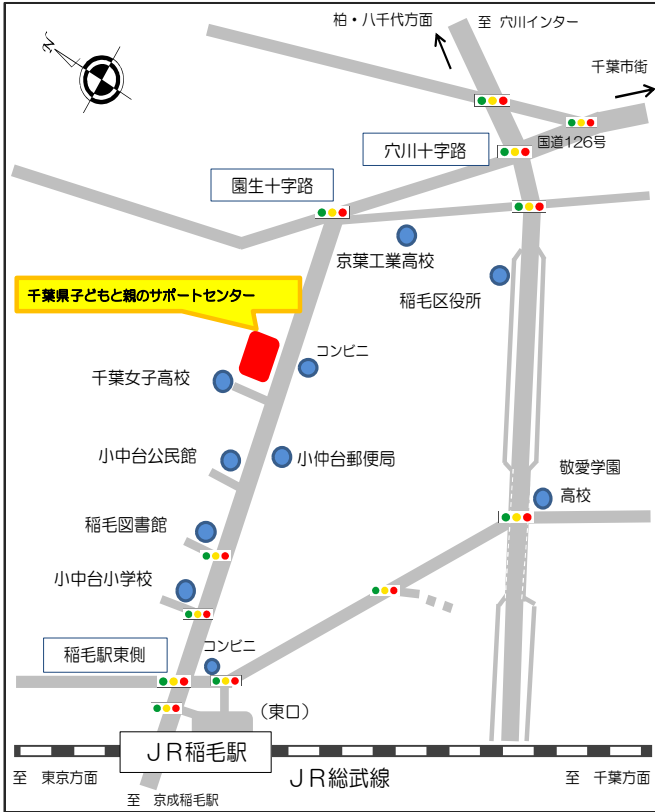 柏・八千代方面
至 穴川インター
千葉市街
N
国道126号
穴川十字路
園生十字路
京葉工業高校
稲毛区役所
千葉県子どもと親のサポートセンター
コンビニ
千葉女子高校
小中台公民館
小仲台郵便局
敬愛学園
高校
稲毛図書館
小中台小学校
コンビニ
稲毛駅東側
(東口)
JR稲毛駅
JR総武線
至 東京方面
至 千葉方面
至 京成稲毛駅